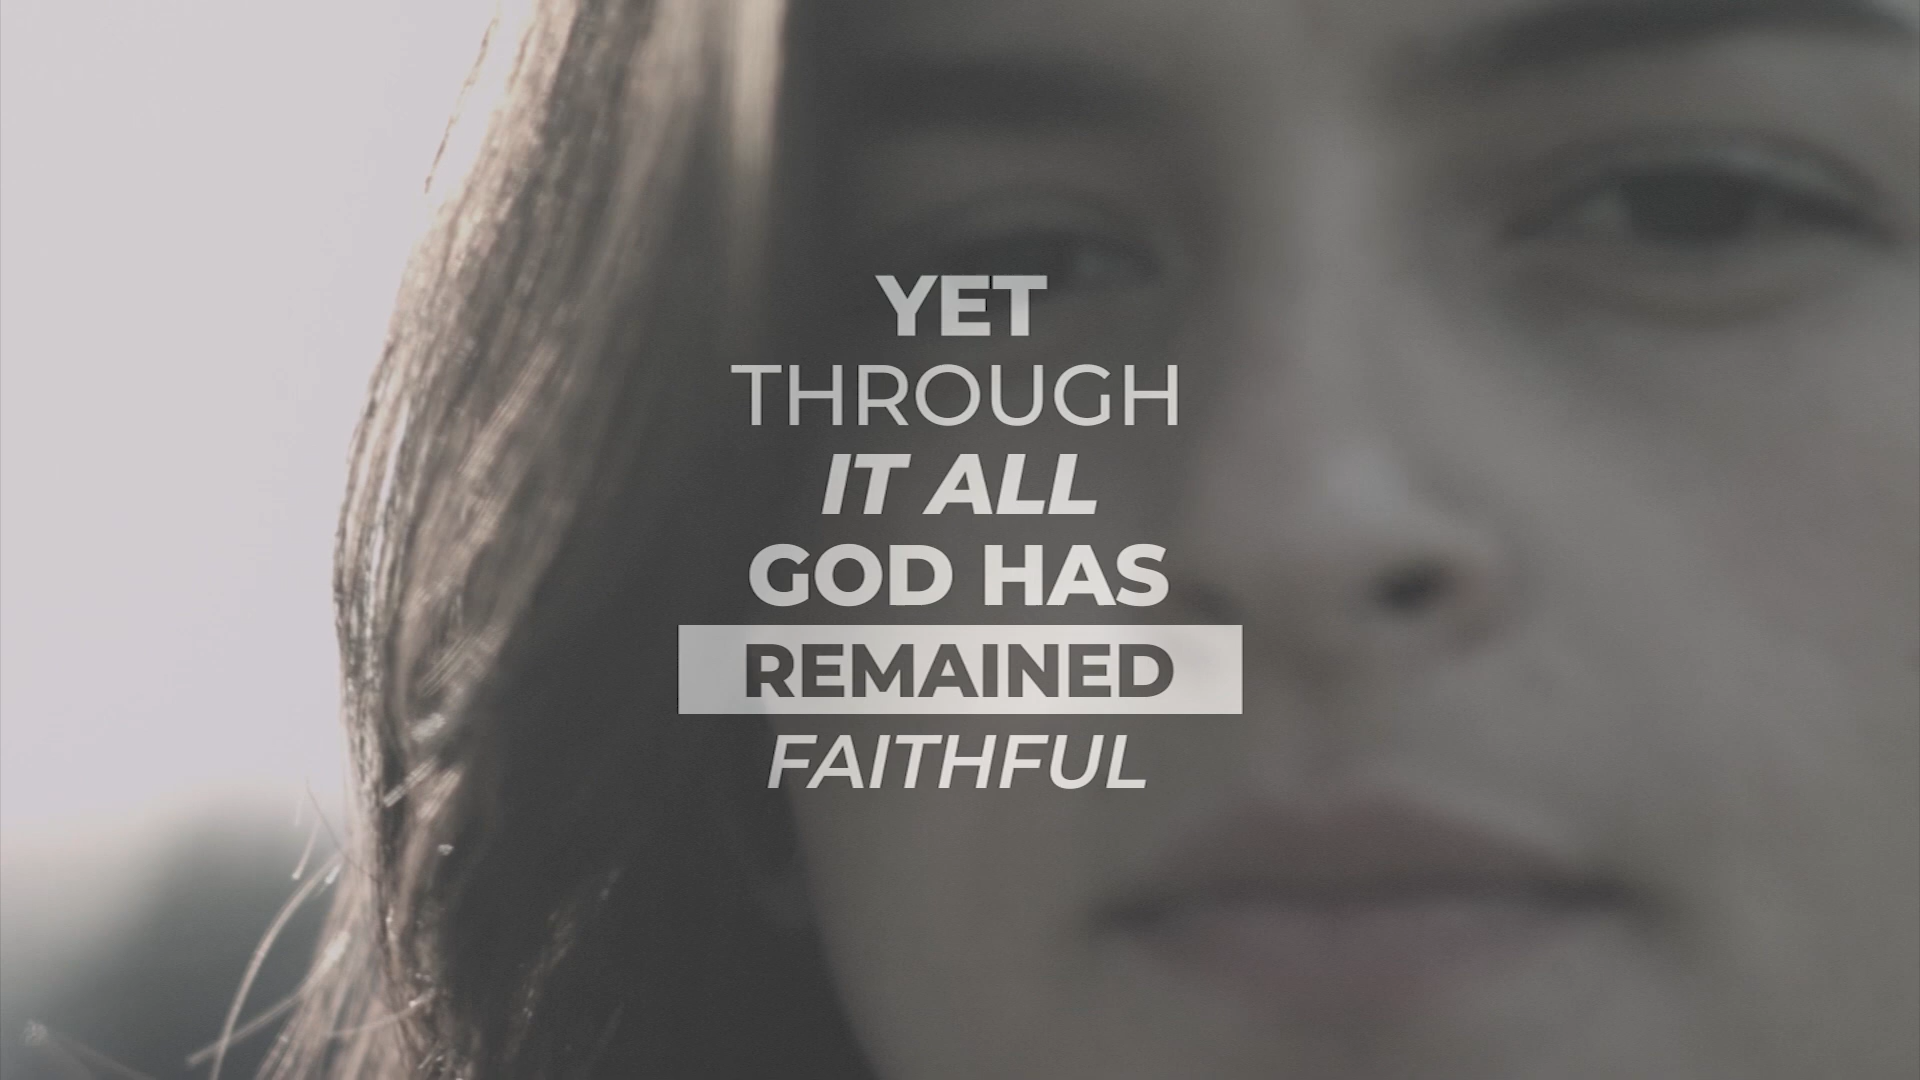 YET
THROUGH
IT ALL
GOD HAS
REMAINED
FAITHFUL